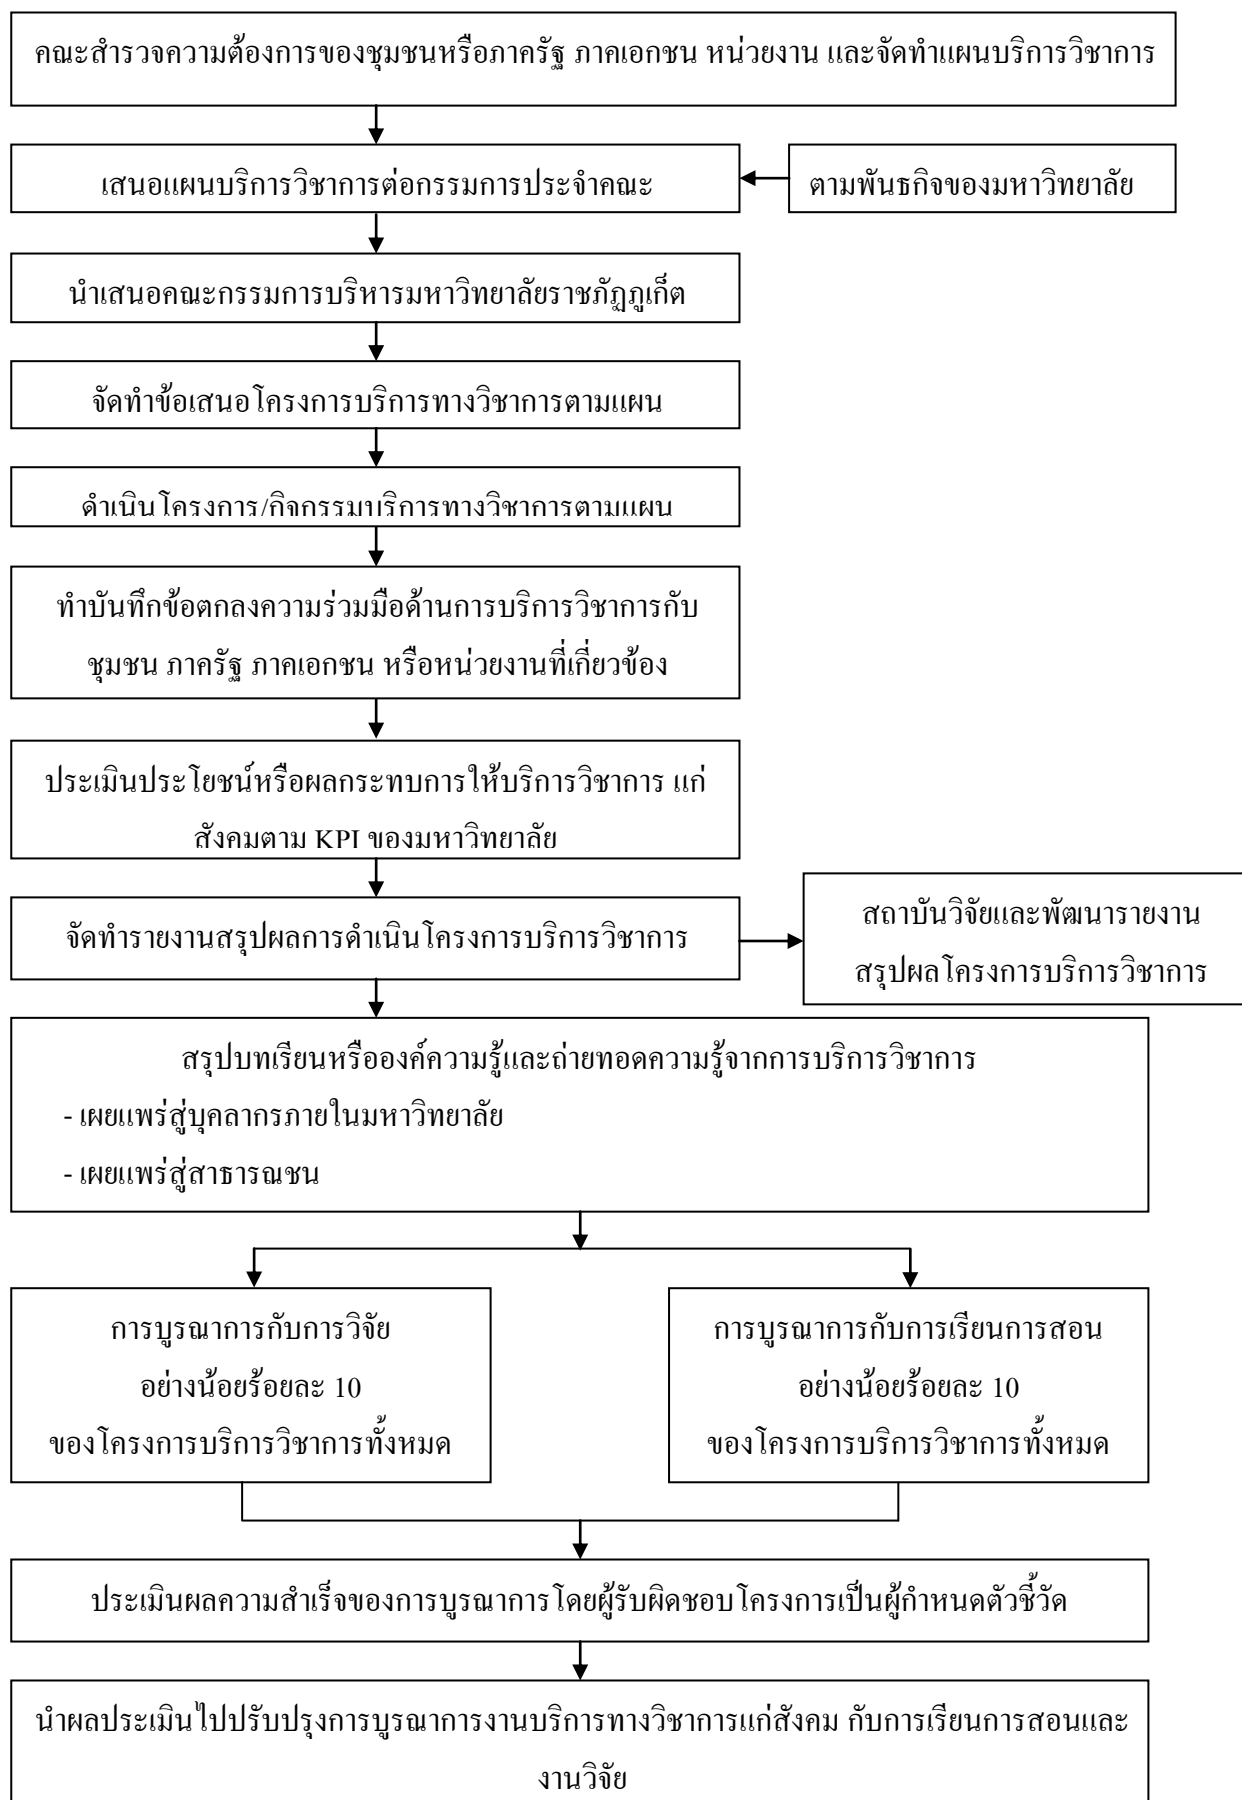 คณะสำรวจความต้องการของชุมชนหรือภาครัฐ ภาคเอกชน หน่วยงาน และจัดทำแผนบริการวิชาการ
เสนอแผนบริการวิชาการต่อกรรมการประจำคณะ
ตามพันธกิจของมหาวิทยาลัย
นำเสนอคณะกรรมการบริหารมหาวิทยาลัยราชภัฏภูเก็ต
จัดทำข้อเสนอโครงการบริการทางวิชาการตามแผน
ดำเนินโครงการ/กิจกรรมบริการทางวิชาการตามแผน
ทำบันทึกข้อตกลงความร่วมมือด้านการบริการวิชาการกับ
ชุมชน ภาครัฐ ภาคเอกชน หรือหน่วยงานที่เกี่ยวข้อง
ประเมินประโยชน์หรือผลกระทบการให้บริการวิชาการ แก่
สังคมตาม KPI ของมหาวิทยาลัย
จัดทำรายงานสรุปผลการดำเนินโครงการบริการวิชาการ
สถาบันวิจัยและพัฒนารายงาน
สรุปผลโครงการบริการวิชาการ
สรุปบทเรียนหรือองค์ความรู้และถ่ายทอดความรู้จากการบริการวิชาการ
- เผยแพร่สู่บุคลากรภายในมหาวิทยาลัย
- เผยแพร่สู่สาธารณชน
การบูรณาการกับการวิจัย
อย่างน้อยร้อยละ 10
ของโครงการบริการวิชาการทั้งหมด
การบูรณาการกับการเรียนการสอน
อย่างน้อยร้อยละ 10
ของโครงการบริการวิชาการทั้งหมด
ประเมินผลความสำเร็จของการบูรณาการโดยผู้รับผิดชอบโครงการเป็นผู้กำหนดตัวชี้วัด
นำผลประเมินไปปรับปรุงการบูรณาการงานบริการทางวิชาการแก่สังคม กับการเรียนการสอนและ
งานวิจัย